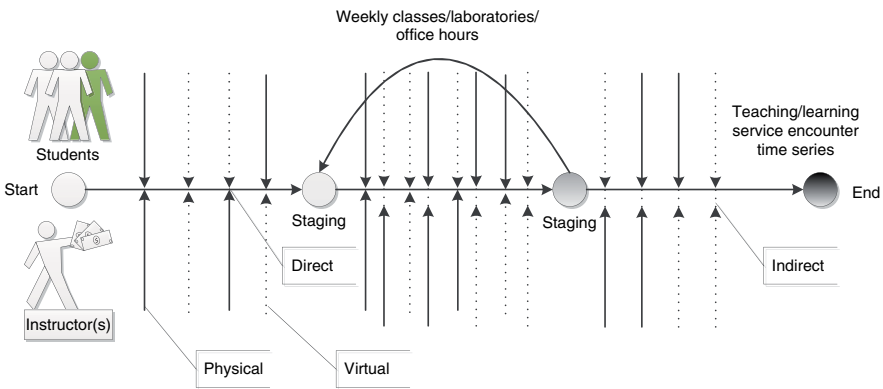 Weekly classes/laboratories/
office hours
Students
Teaching/learning
service encounter
time series
Start
End
Staging
Staging
Direct
Indirect
Instructor(s)
Physical
Virtual